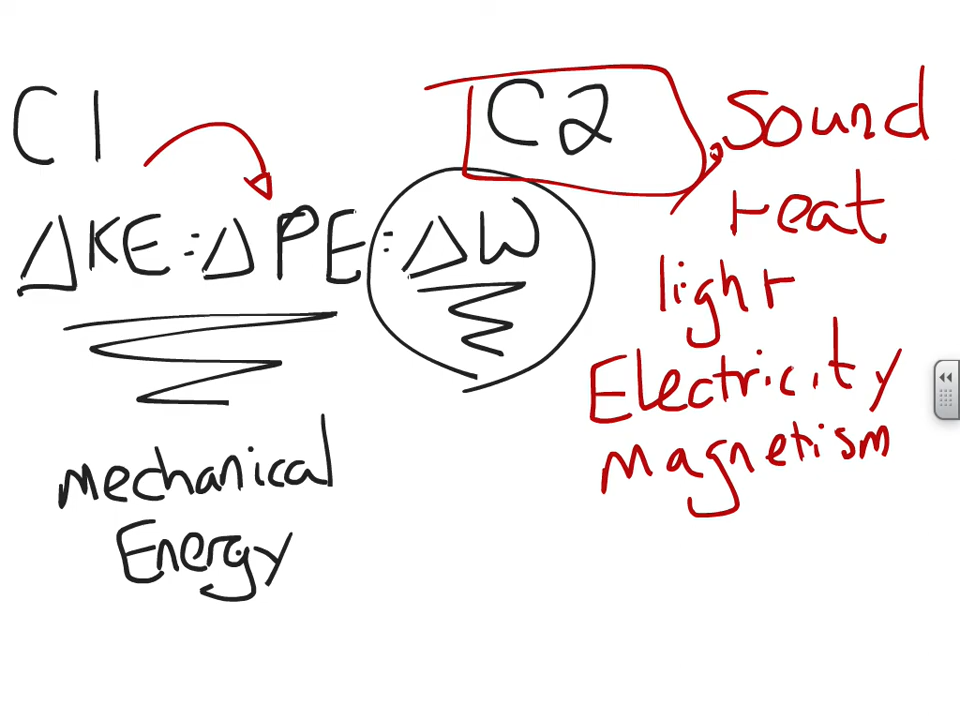 C1
C2
ΔKE = ΔPE = ΔW
mechanical
Energy
Sound
Heat
light
Electricity
Magnetism